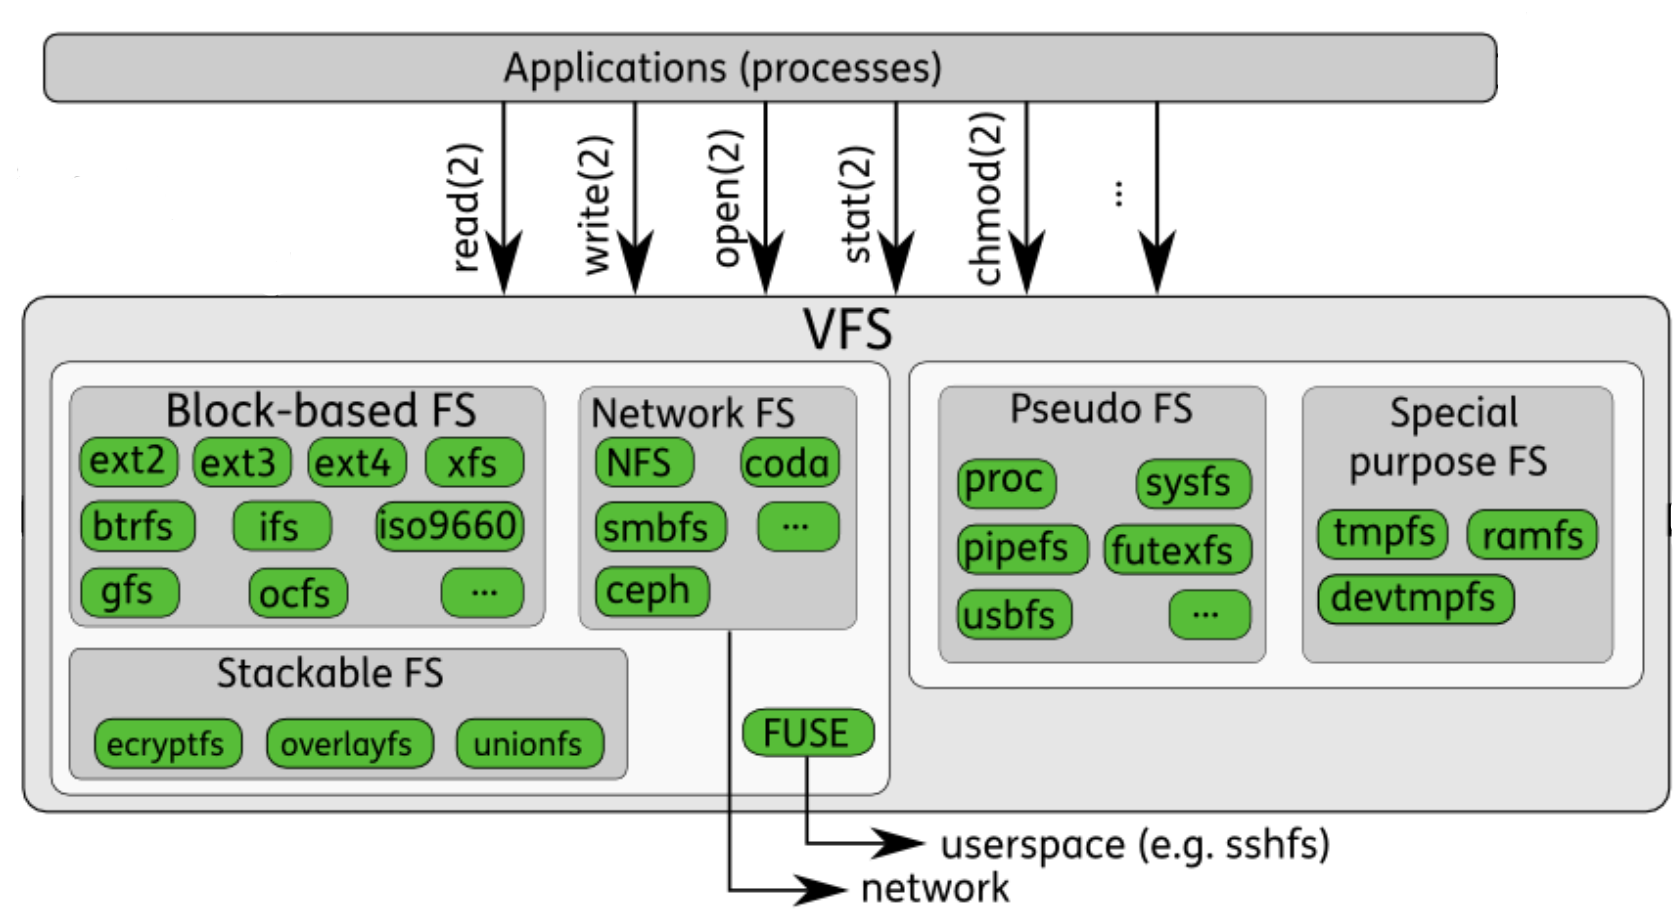 Applications (processes)
read(2)
write(2)
open(2)
stat(2)
chmod(2)
...
VFS
Block-based FS
ext2 ext3 ext4 xfs
btrfs ifs iso9660
gfs ocfs ...
Network FS
NFS coda
smbfs ...
ceph
Stackable FS
ecryptfs overlayfs unionfs
FUSE
Pseudo FS
proc sysfs
pipefs futexfs
usbfs ...
Special
purpose FS
tmpfs ramfs
devtmpfs
userspace (e.g. sshfs)
network